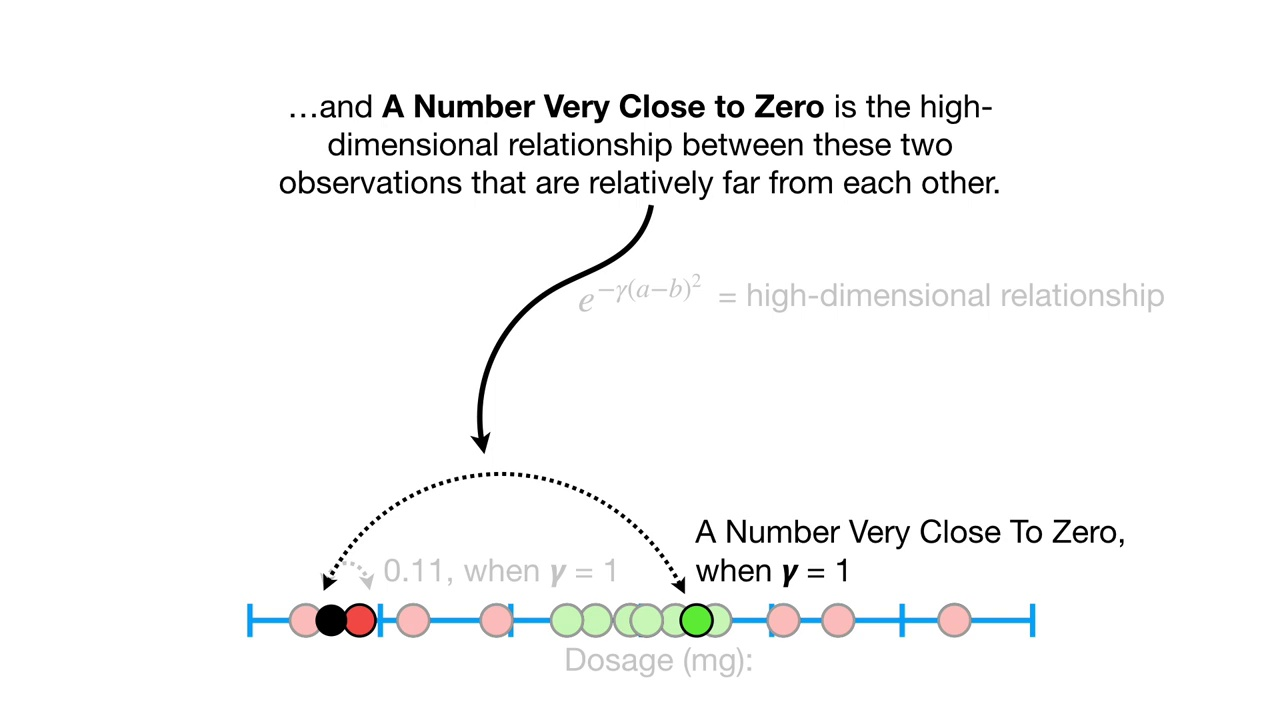 …and A Number Very Close to Zero is the high-
dimensional relationship between these two
observations that are relatively far from each other.
e^{−γ(a−b)^2} = high-dimensional relationship
A Number Very Close To Zero,
when γ = 1
0.11, when γ = 1
Dosage (mg):